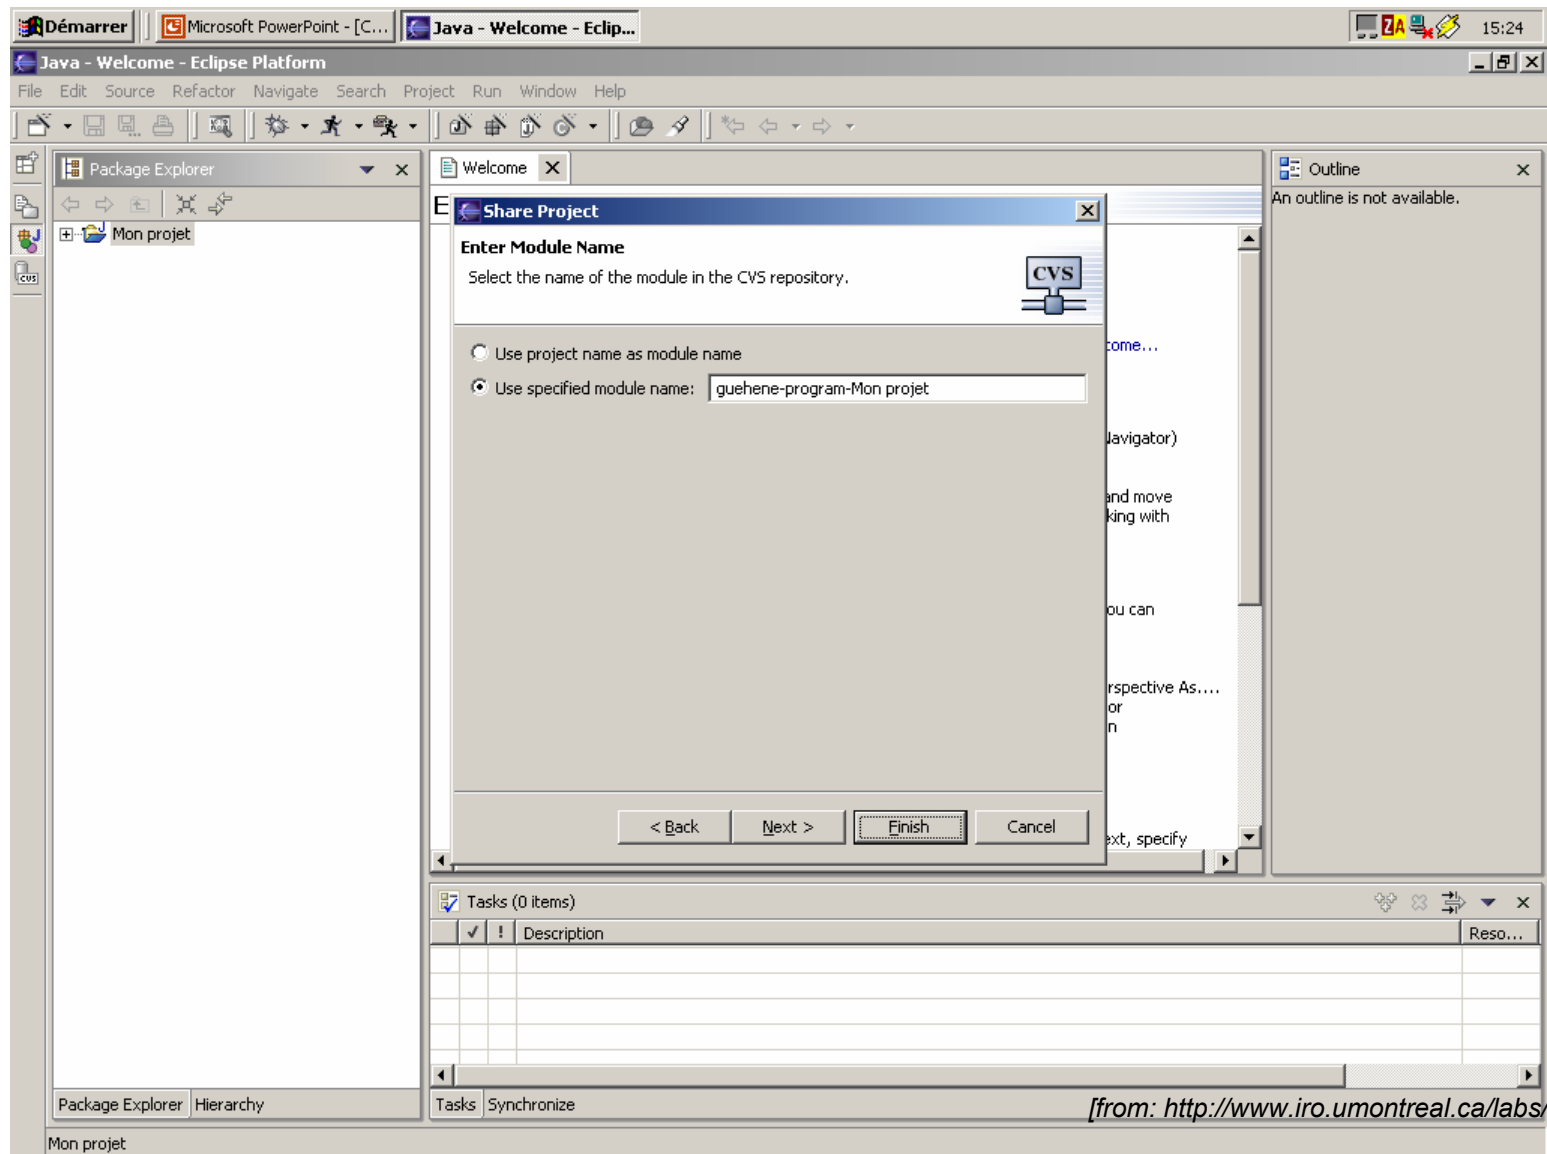 Démarrer Microsoft PowerPoint - [C... Java - Welcome - Eclip... ZA 15:24
Java - Welcome - Eclipse Platform
File Edit Source Refactor Navigate Search Project Run Window Help
Package Explorer
Welcome
Outline
An outline is not available.
E
Mon projet
cvs
Share Project
Enter Module Name
Select the name of the module in the CVS repository.
CVS
Use project name as module name
Use specified module name: guehene-program-Mon projet
come...
Navigator)
and move
king with
ou can
rspective As....
or
n
ext, specify
< Back Next > Finish Cancel
Tasks (0 items)
! Description Reso...
Package Explorer Hierarchy
Tasks Synchronize
[from: http://www.iro.umontreal.ca/labs/
Mon projet